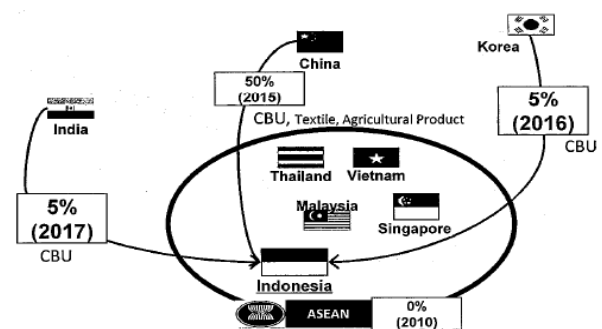 Korea
China
50%
(2015)
CBU, Textile, Agricultural Product
5%
(2016)
CBU
India
Thailand
Vietnam
Malaysia
Singapore
5%
(2017)
CBU
Indonesia
ASEAN
0%
(2010)